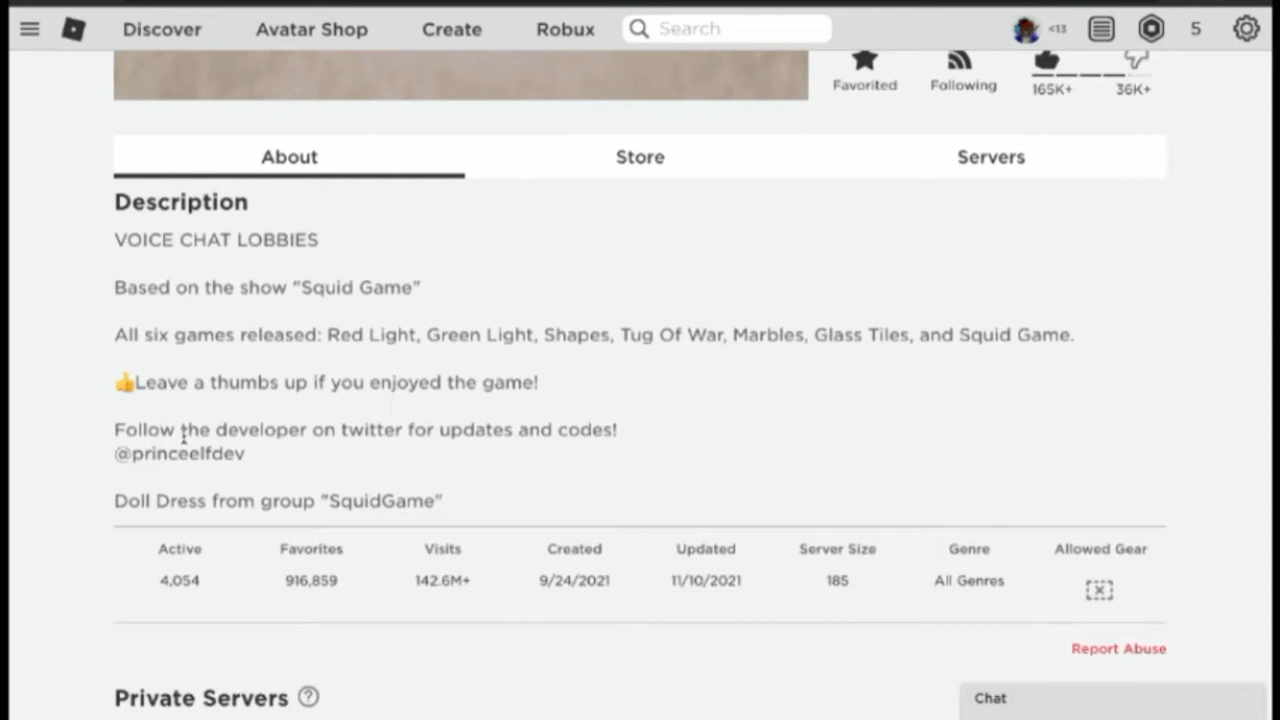 Discover Avatar Shop Create Robux Search <13 5
Favorited Following 165K+ 36K+
About Store Servers
Description
VOICE CHAT LOBBIES
Based on the show "Squid Game"
All six games released: Red Light, Green Light, Shapes, Tug Of War, Marbles, Glass Tiles, and Squid Game.
👍Leave a thumbs up if you enjoyed the game!
Follow the developer on twitter for updates and codes!
@princeelfdev
Doll Dress from group "SquidGame"
Active Favorites Visits Created Updated Server Size Genre Allowed Gear
4,054 916,859 142.6M+ 9/24/2021 11/10/2021 185 All Genres
Report Abuse
Private Servers ?
Chat